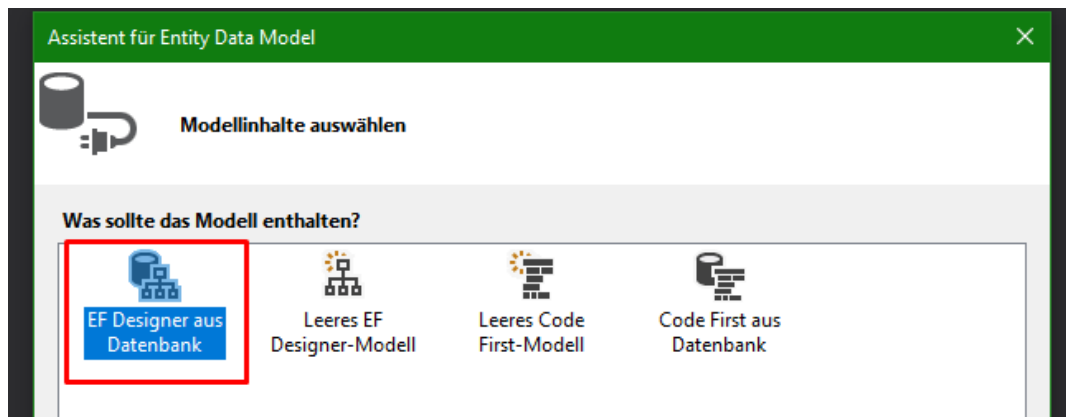 Assistent für Entity Data Model
Modellinhalte auswählen
Was sollte das Modell enthalten?
EF Designer aus
Datenbank
Leeres EF
Designer-Modell
Leeres Code
First-Modell
Code First aus
Datenbank